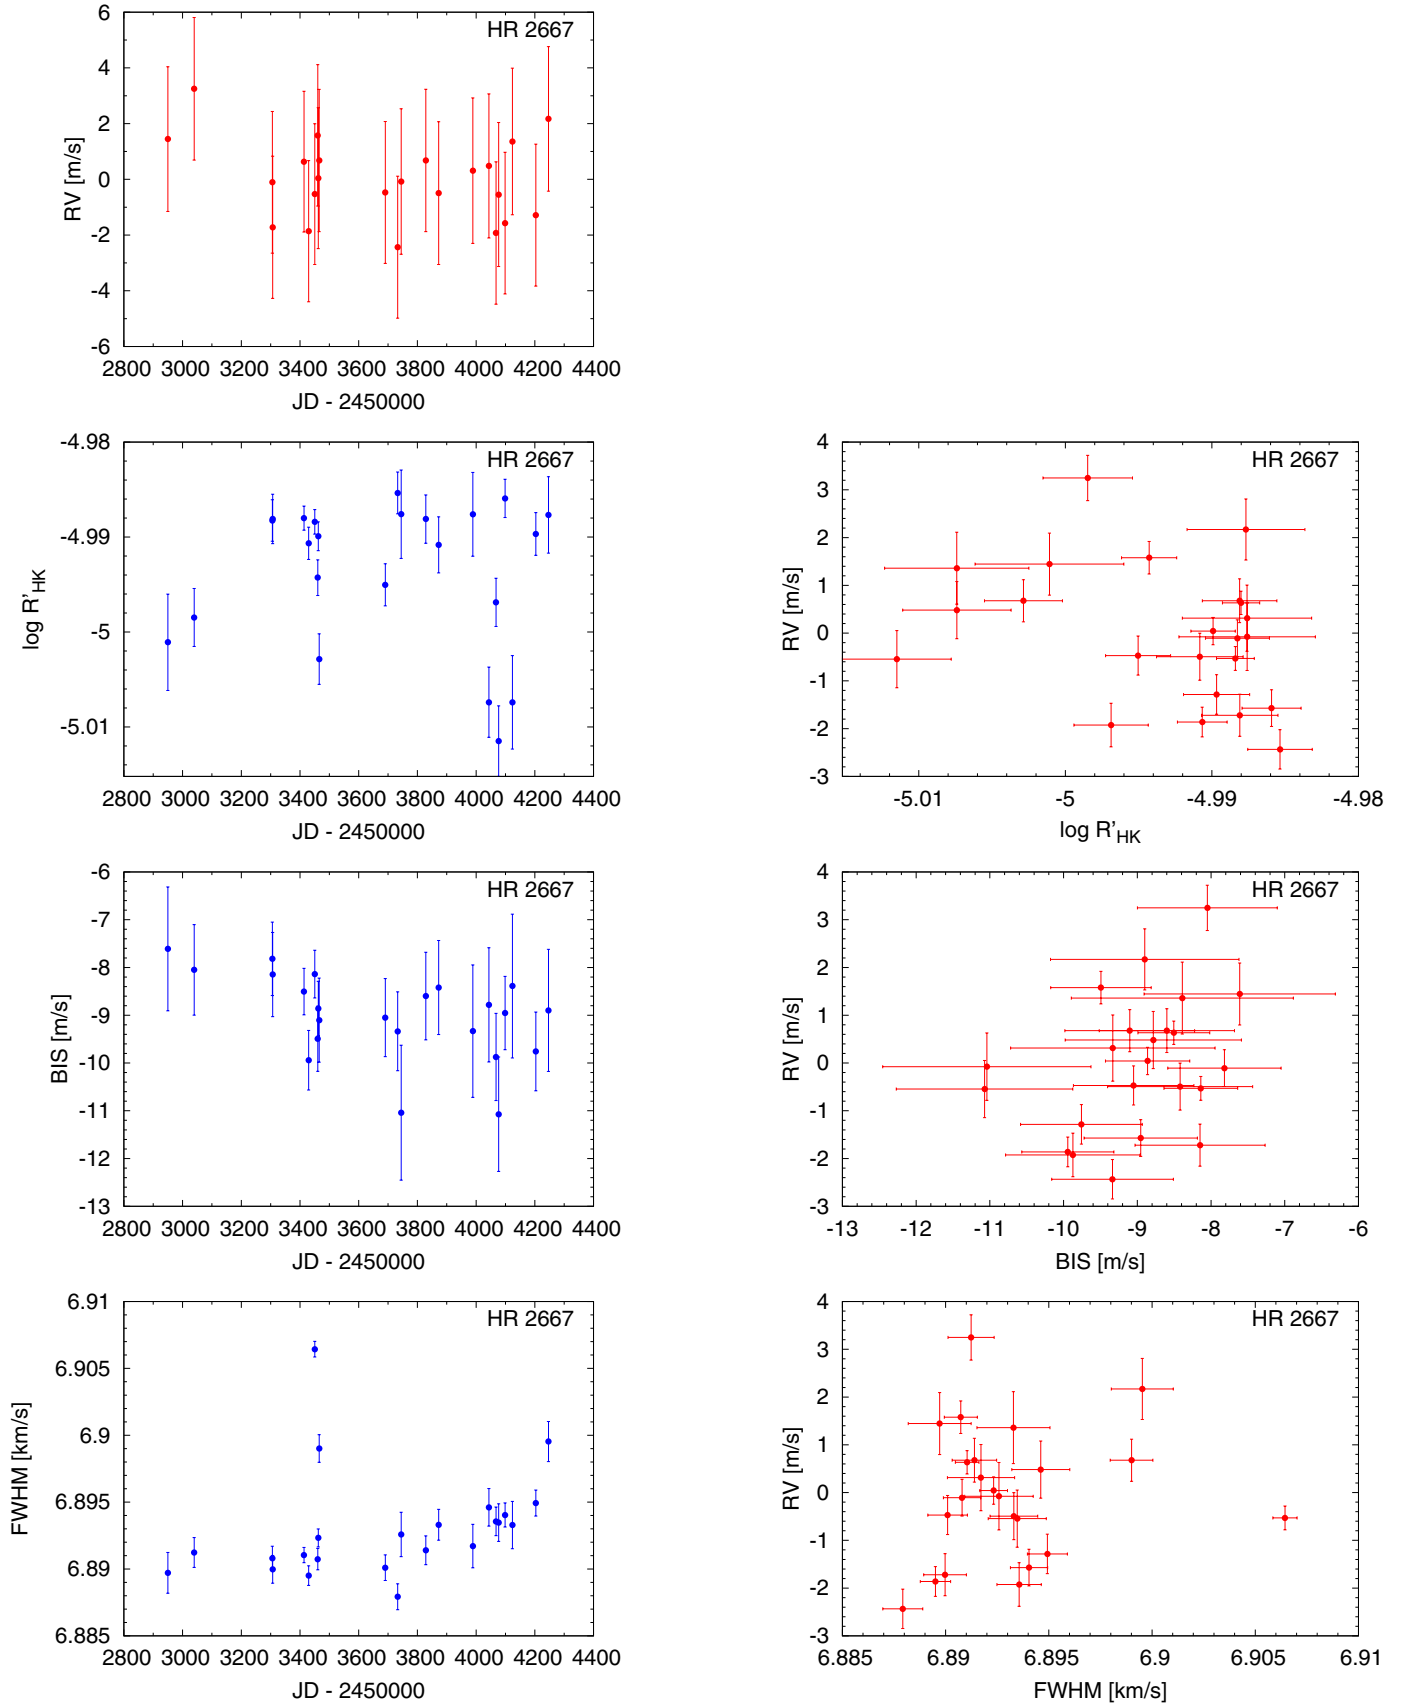 6
4
2
0
-2
-4
-6
RV [m/s]
HR 2667
2800 3000 3200 3400 3600 3800 4000 4200 4400
JD - 2450000
-4.98
-4.99
-5
-5.01
log R'HK
HR 2667
2800 3000 3200 3400 3600 3800 4000 4200 4400
JD - 2450000
4
3
2
1
0
-1
-2
-3
RV [m/s]
HR 2667
-5.01 -5 -4.99 -4.98
log R'HK
-6
-7
-8
-9
-10
-11
-12
-13
BIS [m/s]
HR 2667
2800 3000 3200 3400 3600 3800 4000 4200 4400
JD - 2450000
4
3
2
1
0
-1
-2
-3
RV [m/s]
HR 2667
-13 -12 -11 -10 -9 -8 -7 -6
BIS [m/s]
6.91
6.905
6.9
6.895
6.89
6.885
FWHM [km/s]
HR 2667
2800 3000 3200 3400 3600 3800 4000 4200 4400
JD - 2450000
4
3
2
1
0
-1
-2
-3
RV [m/s]
HR 2667
6.885 6.89 6.895 6.9 6.905 6.91
FWHM [km/s]